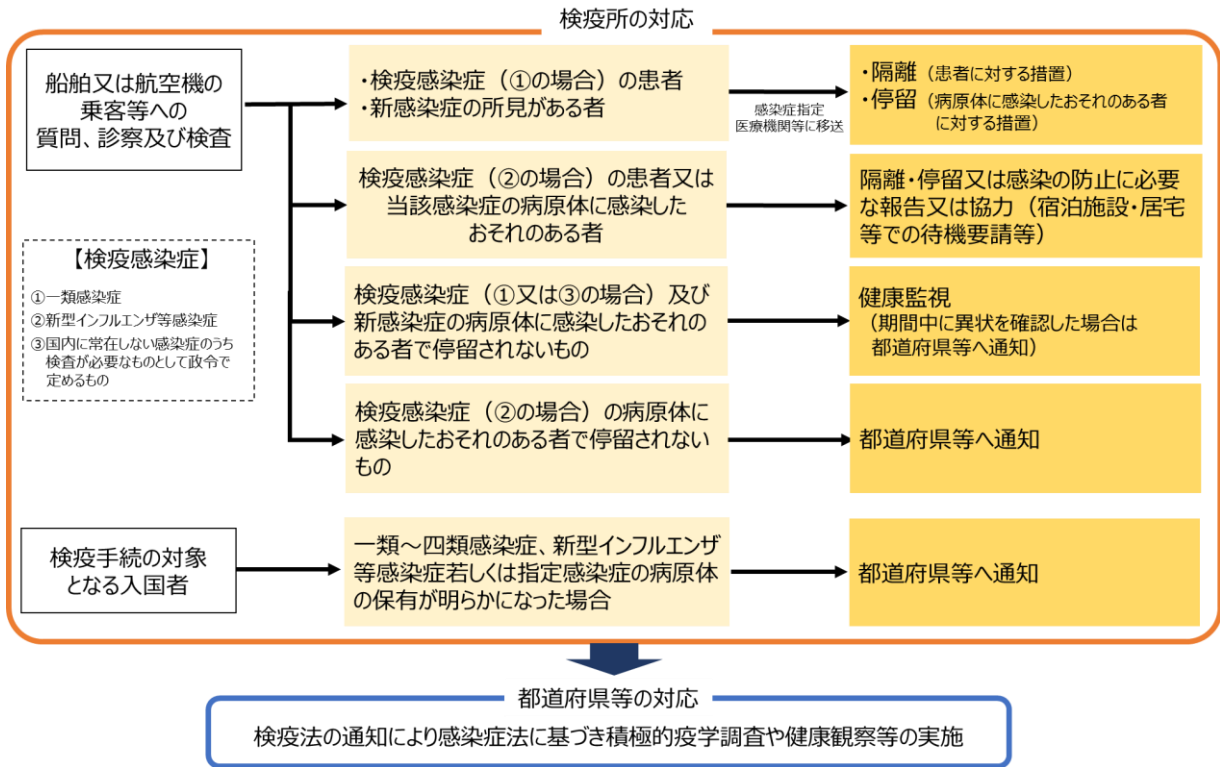 検疫所の対応
船舶又は航空機の
乗客等への
質問、診察及び検査
・検疫感染症（①の場合）の患者
・新感染症の所見がある者
感染症指定
医療機関等に移送
・隔離（患者に対する措置）
・停留（病原体に感染したおそれのある者
に対する措置）
検疫感染症（②の場合）の患者又は
当該感染症の病原体に感染した
おそれのある者
隔離・停留又は感染の防止に必要
な報告又は協力（宿泊施設・居宅
等での待機要請等）
【検疫感染症】
①一類感染症
②新型インフルエンザ等感染症
③国内に常在しない感染症のうち
検査が必要なものとして政令で
定めるもの
検疫感染症（①又は③の場合）及び
新感染症の病原体に感染したおそれの
ある者で停留されないもの
健康監視
（期間中に異状を確認した場合は
都道府県等へ通知）
検疫感染症（②の場合）の病原体に
感染したおそれのある者で停留されない
もの
都道府県等へ通知
検疫手続の対象
となる入国者
一類～四類感染症、新型インフルエンザ
等感染症若しくは指定感染症の病原体
の保有が明らかになった場合
都道府県等へ通知
都道府県等の対応
検疫法の通知により感染症法に基づき積極的疫学調査や健康観察等の実施